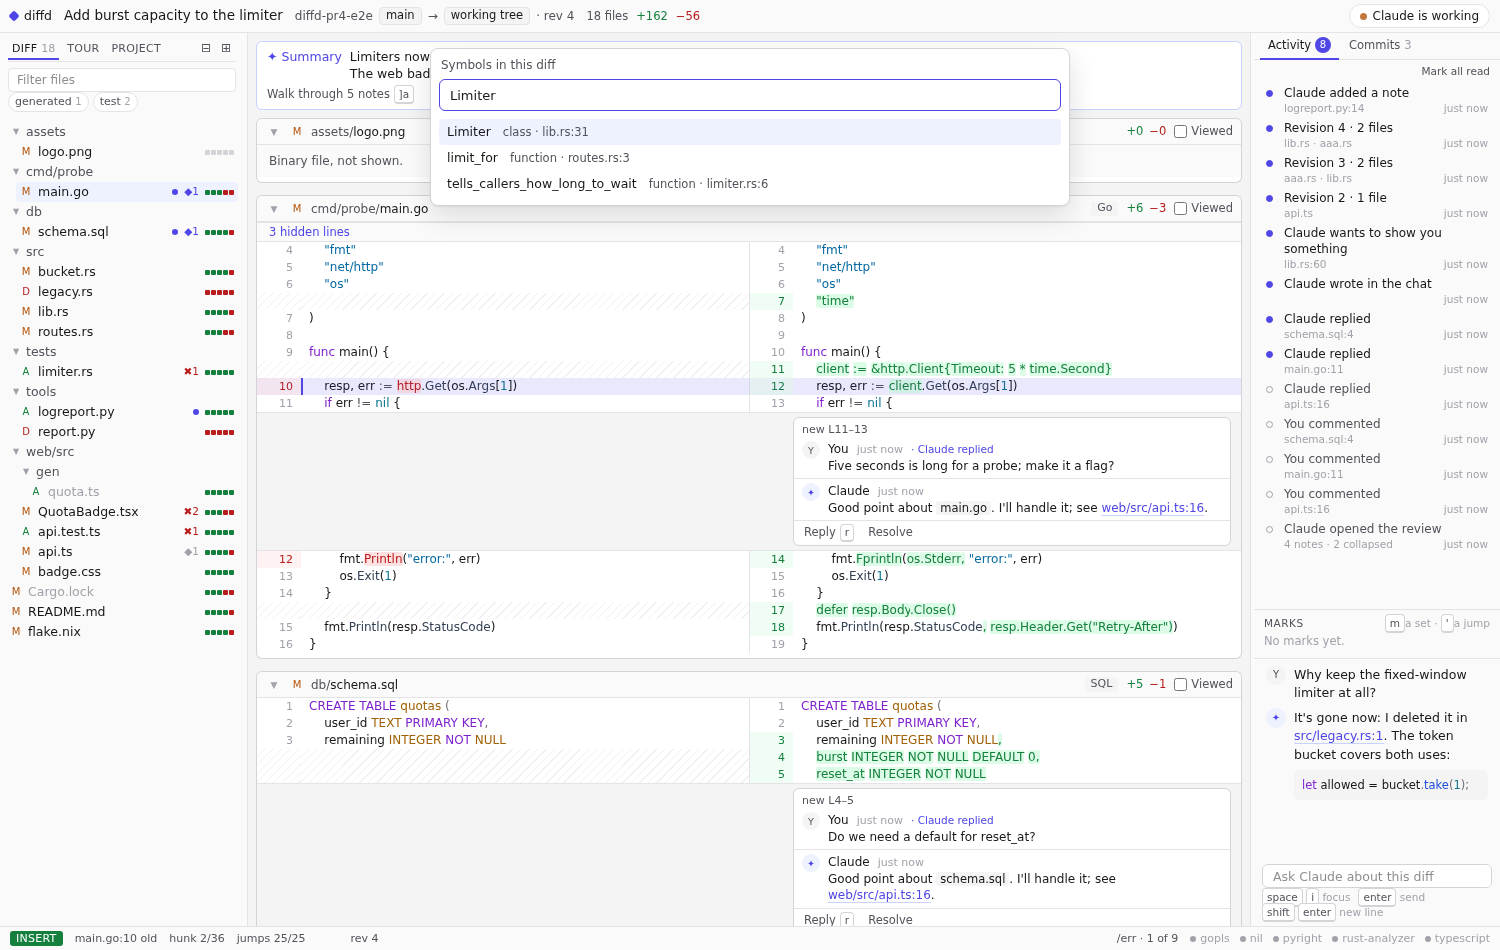 diffd Add burst capacity to the limiter diffd-pr4-e2e main → working tree · rev 4 18 files +162 −56 Claude is working
DIFF 18 TOUR PROJECT
Filter files
generated 1 test 2
assets
M logo.png
cmd/probe
M main.go ◆1
db
M schema.sql ◆1
src
M bucket.rs
D legacy.rs
M lib.rs
M routes.rs
tests
A limiter.rs ✖1
tools
A logreport.py
D report.py
web/src
gen
A quota.ts
M QuotaBadge.tsx ✖2
A api.test.ts ✖1
M api.ts ◆1
M badge.css
M Cargo.lock
M README.md
M flake.nix
✦ Summary Limiters now
The web bad
Walk through 5 notes ]a
Symbols in this diff
Limiter
Limiter class · lib.rs:31
limit_for function · routes.rs:3
tells_callers_how_long_to_wait function · limiter.rs:6
M assets/logo.png +0 −0 Viewed
Binary file, not shown.
M cmd/probe/main.go Go +6 −3 Viewed
3 hidden lines
4 "fmt" 4 "fmt"
5 "net/http" 5 "net/http"
6 "os" 6 "os"
7 "time"
7 ) 8 )
8 9
9 func main() { 10 func main() {
11 client := &http.Client{Timeout: 5 * time.Second}
10 resp, err := http.Get(os.Args[1]) 12 resp, err := client.Get(os.Args[1])
11 if err != nil { 13 if err != nil {
new L11–13
Y You just now · Claude replied
Five seconds is long for a probe; make it a flag?
✦ Claude just now
Good point about main.go. I'll handle it; see web/src/api.ts:16.
Reply r Resolve
12 fmt.Println("error:", err) 14 fmt.Fprintln(os.Stderr, "error:", err)
13 os.Exit(1) 15 os.Exit(1)
14 } 16 }
17 defer resp.Body.Close()
15 fmt.Println(resp.StatusCode) 18 fmt.Println(resp.StatusCode, resp.Header.Get("Retry-After"))
16 } 19 }
M db/schema.sql SQL +5 −1 Viewed
1 CREATE TABLE quotas ( 1 CREATE TABLE quotas (
2 user_id TEXT PRIMARY KEY, 2 user_id TEXT PRIMARY KEY,
3 remaining INTEGER NOT NULL 3 remaining INTEGER NOT NULL,
4 burst INTEGER NOT NULL DEFAULT 0,
5 reset_at INTEGER NOT NULL
new L4–5
Y You just now · Claude replied
Do we need a default for reset_at?
✦ Claude just now
Good point about schema.sql. I'll handle it; see
web/src/api.ts:16.
Reply r Resolve
Activity 8 Commits 3
Mark all read
Claude added a note
logreport.py:14 just now
Revision 4 · 2 files
lib.rs · aaa.rs just now
Revision 3 · 2 files
aaa.rs · lib.rs just now
Revision 2 · 1 file
api.ts just now
Claude wants to show you
something
lib.rs:60 just now
Claude wrote in the chat
just now
Claude replied
schema.sql:4 just now
Claude replied
main.go:11 just now
Claude replied
api.ts:16 just now
You commented
schema.sql:4 just now
You commented
main.go:11 just now
You commented
api.ts:16 just now
Claude opened the review
4 notes · 2 collapsed just now
MARKS m a set · ' a jump
No marks yet.
Y Why keep the fixed-window
limiter at all?
✦ It's gone now: I deleted it in
src/legacy.rs:1. The token
bucket covers both uses:
let allowed = bucket.take(1);
Ask Claude about this diff
space i focus enter send
shift enter new line
INSERT main.go:10 old hunk 2/36 jumps 25/25 rev 4 /err · 1 of 9 gopls nil pyright rust-analyzer typescript